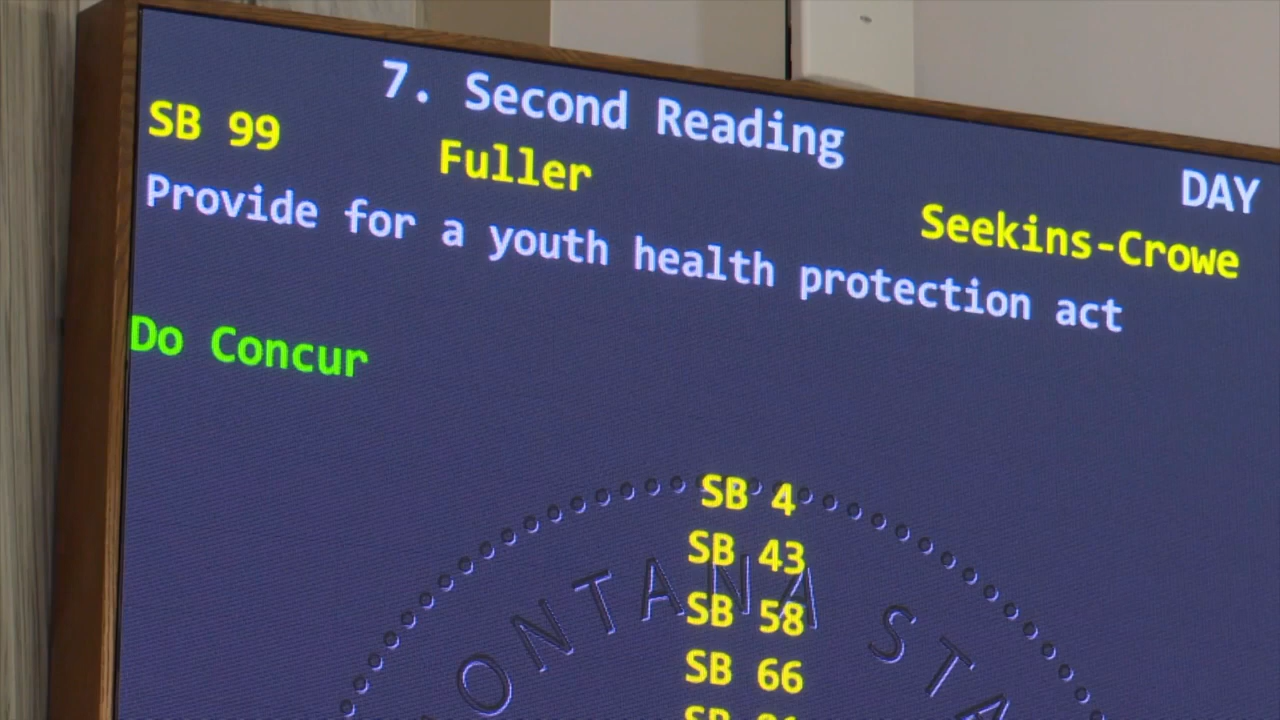 7. Second Reading
DAY
SB 99 Fuller Seekins-Crowe
Provide for a youth health protection act
Do Concur
SB 4
SB 43
SB 58
SB 66
MONTANA STA